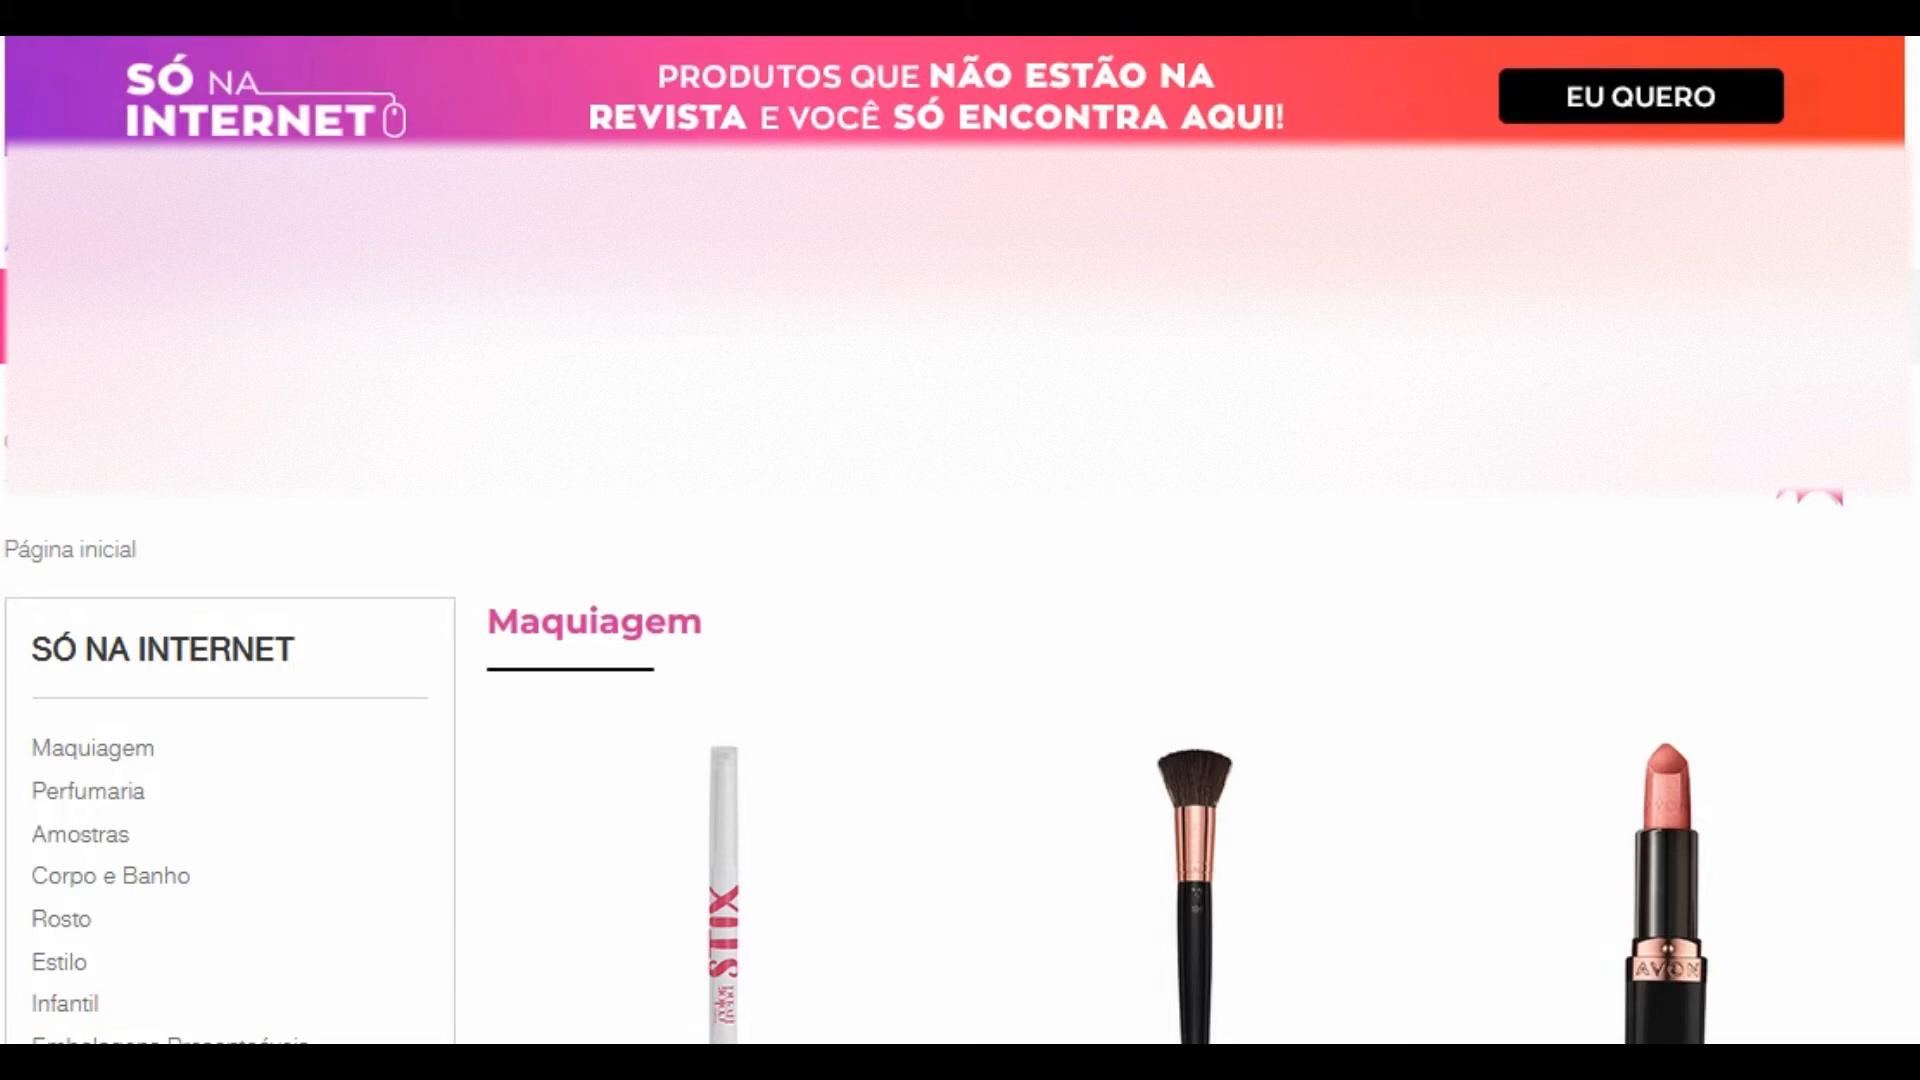 SÓ NA
INTERNET
PRODUTOS QUE NÃO ESTÃO NA
REVISTA E VOCÊ SÓ ENCONTRA AQUI!
EU QUERO
Página inicial
SÓ NA INTERNET
Maquiagem
Perfumaria
Amostras
Corpo e Banho
Rosto
Estilo
Infantil
Maquiagem
STIX
AVON